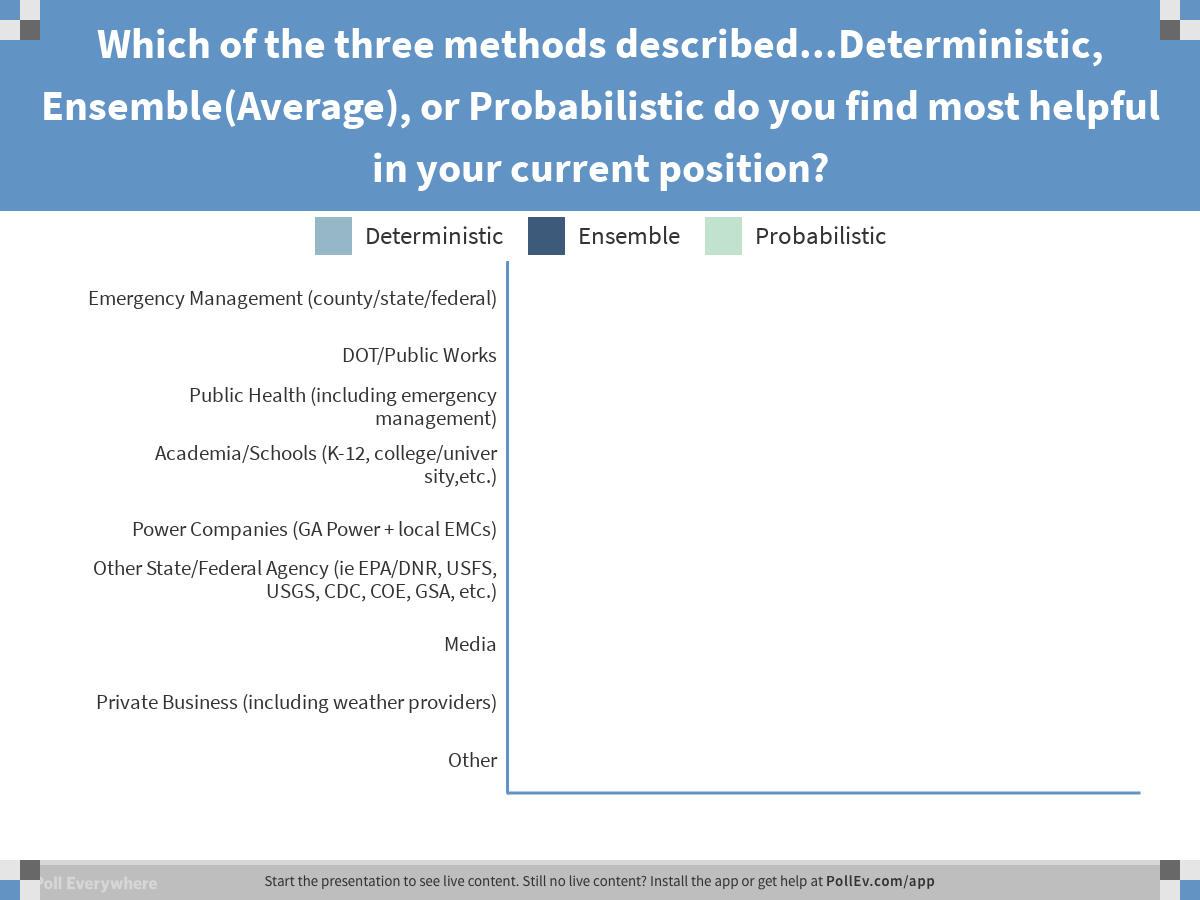 Which of the three methods described...Deterministic,
Ensemble(Average), or Probabilistic do you find most helpful
in your current position?
Deterministic
Ensemble
Probabilistic
Emergency Management (county/state/federal)
DOT/Public Works
Public Health (including emergency
management)
Academia/Schools (K-12, college/univer
sity,etc.)
Power Companies (GA Power + local EMCs)
Other State/Federal Agency (ie EPA/DNR, USFS,
USGS, CDC, COE, GSA, etc.)
Media
Private Business (including weather providers)
Other
Poll Everywhere
Start the presentation to see live content. Still no live content? Install the app or get help at PollEv.com/app